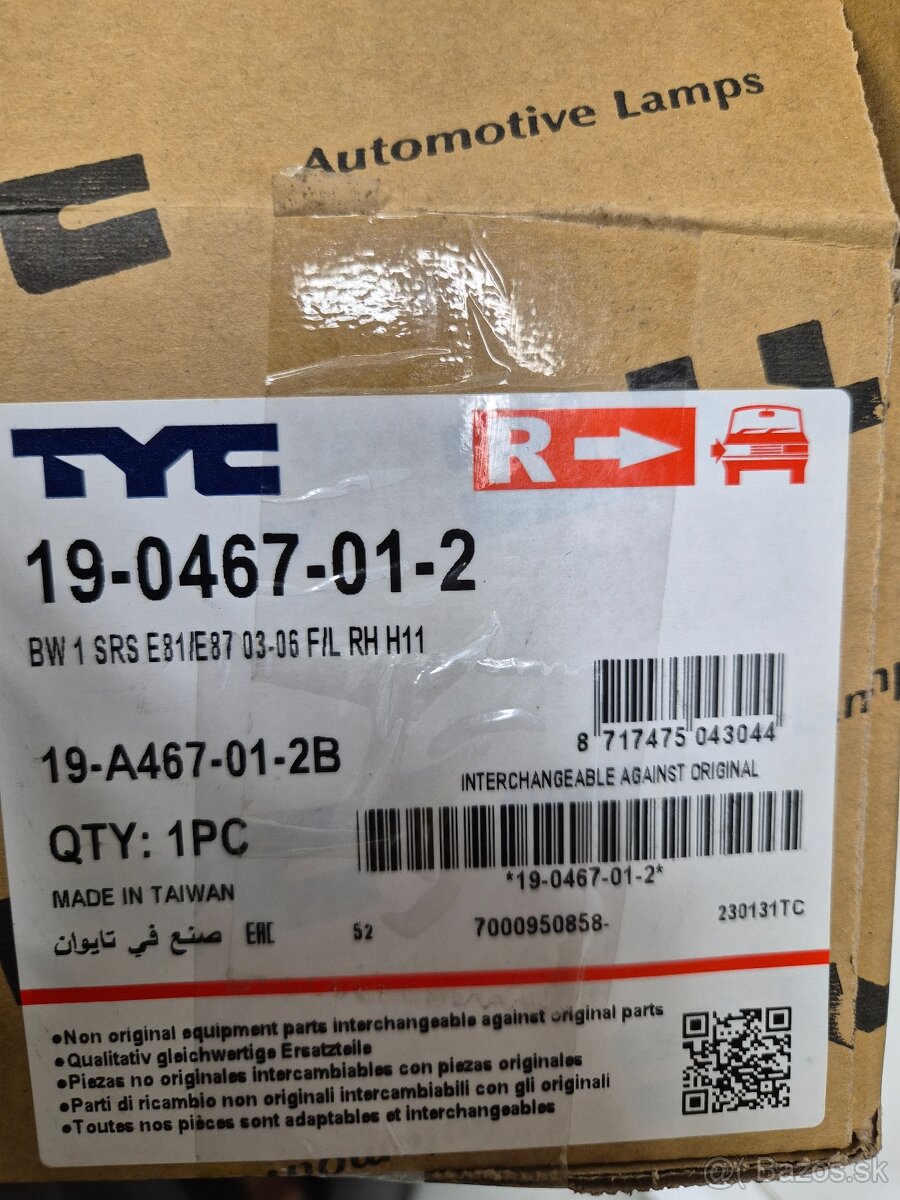 Automotive Lamps
TYC
R
19-0467-01-2
BW 1 SRS E81/E87 03-06 F/L RH H11
8 717475 043044
19-A467-01-2B
INTERCHANGEABLE AGAINST ORIGINAL
QTY: 1PC
*19-0467-01-2*
MADE IN TAIWAN
صنع في تايوان EAC 52 7000950858- 230131TC
•Non original equipment parts interchangeable against original parts
•Qualitativ gleichwertige Ersatzteile
•Piezas no originales intercambiables con piezas originales
•Parti di ricambio non originali intercambiabili con gli originali
•Toutes nos pièces sont adaptables et interchangeables
Bazos.sk